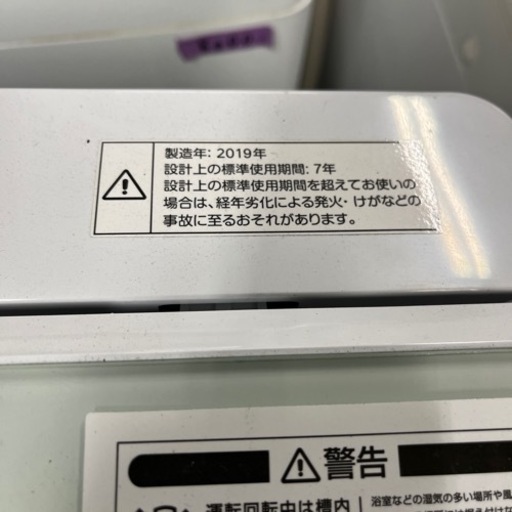 製造年: 2019年
設計上の標準使用期間: 7年
設計上の標準使用期間を超えてお使いの
場合は、経年劣化による発火・けがなどの
事故に至るおそれがあります。
警告
運転回転中は槽内
浴室などの湿気の多い場所や風